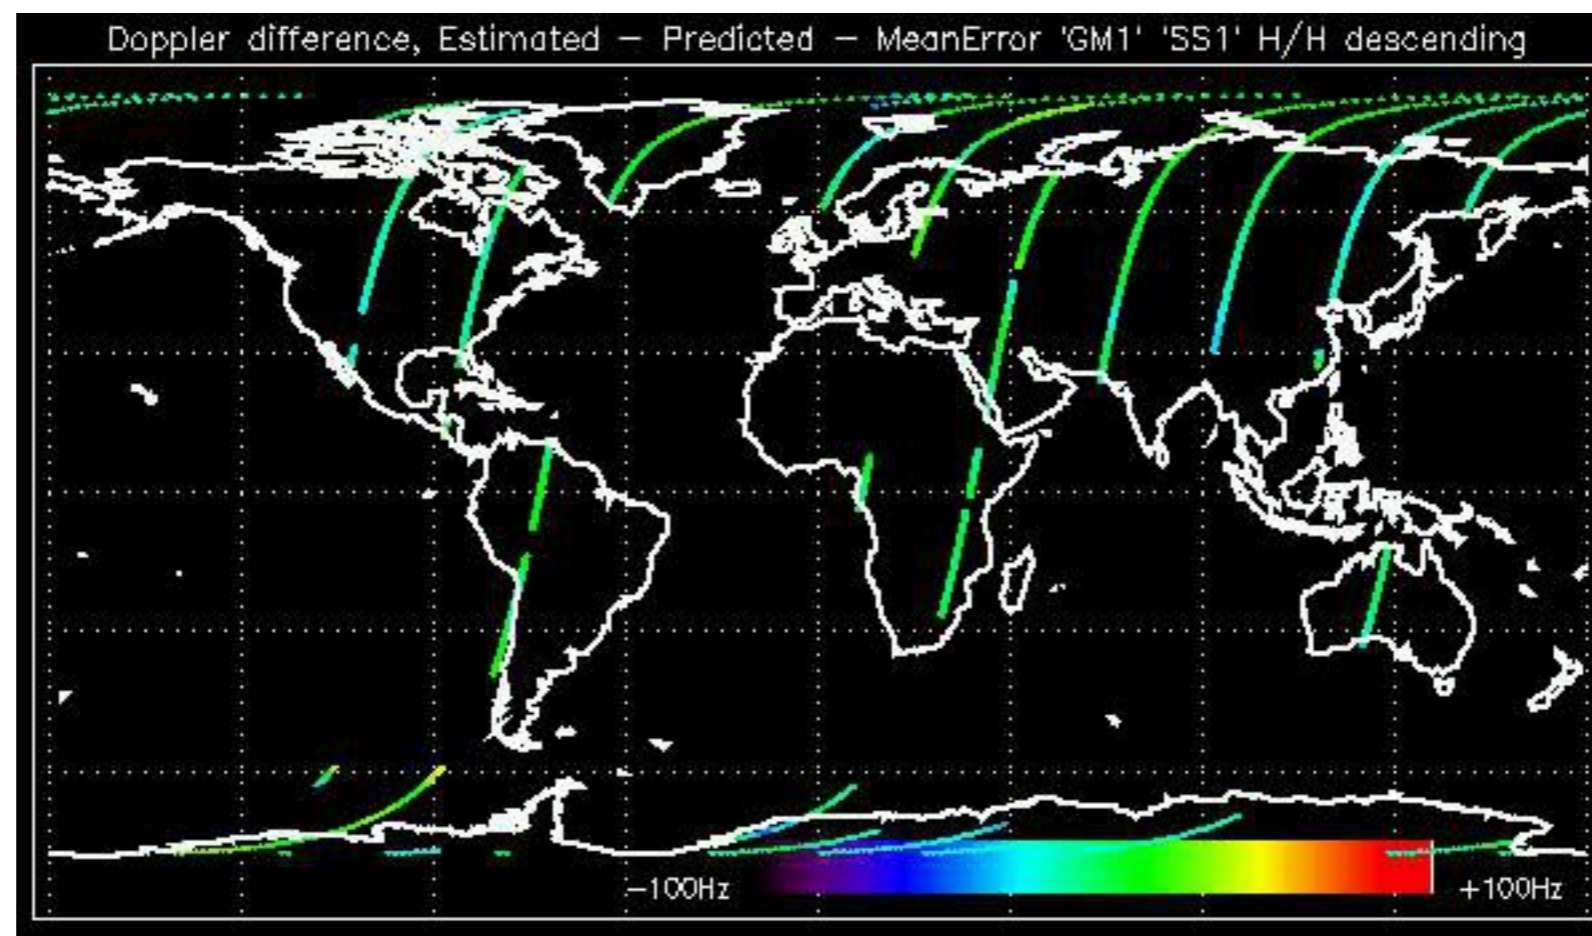 Doppler difference, Estimated – Predicted – MeanError 'GM1' 'SS1' H/H descending
−100Hz
+100Hz